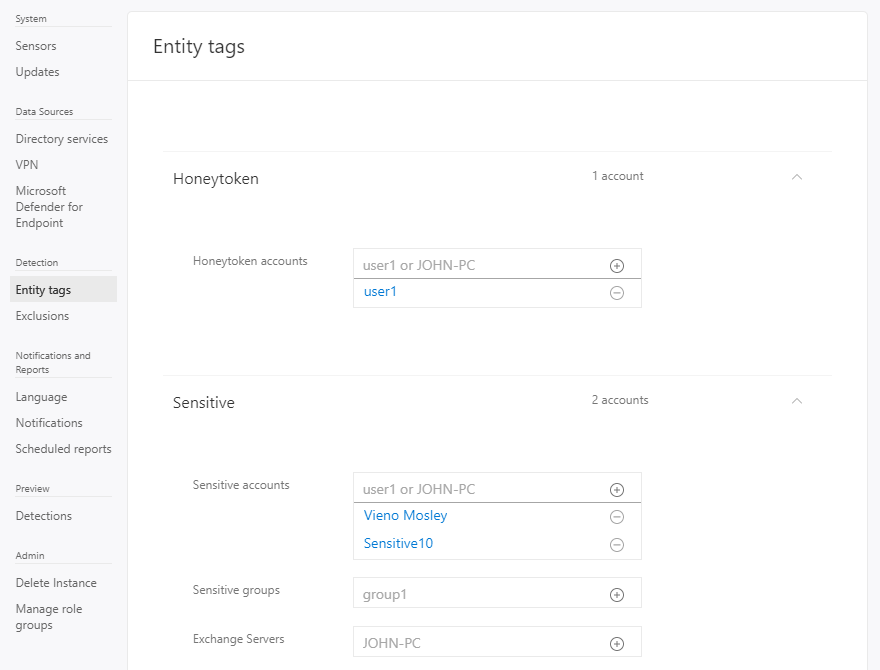 System
Sensors
Updates
Data Sources
Directory services
VPN
Microsoft
Defender for
Endpoint
Detection
Entity tags
Exclusions
Notifications and
Reports
Language
Notifications
Scheduled reports
Preview
Detections
Admin
Delete Instance
Manage role
groups
Entity tags
Honeytoken 1 account
Honeytoken accounts user1 or JOHN-PC
user1
Sensitive 2 accounts
Sensitive accounts user1 or JOHN-PC
Vieno Mosley
Sensitive10
Sensitive groups group1
Exchange Servers JOHN-PC